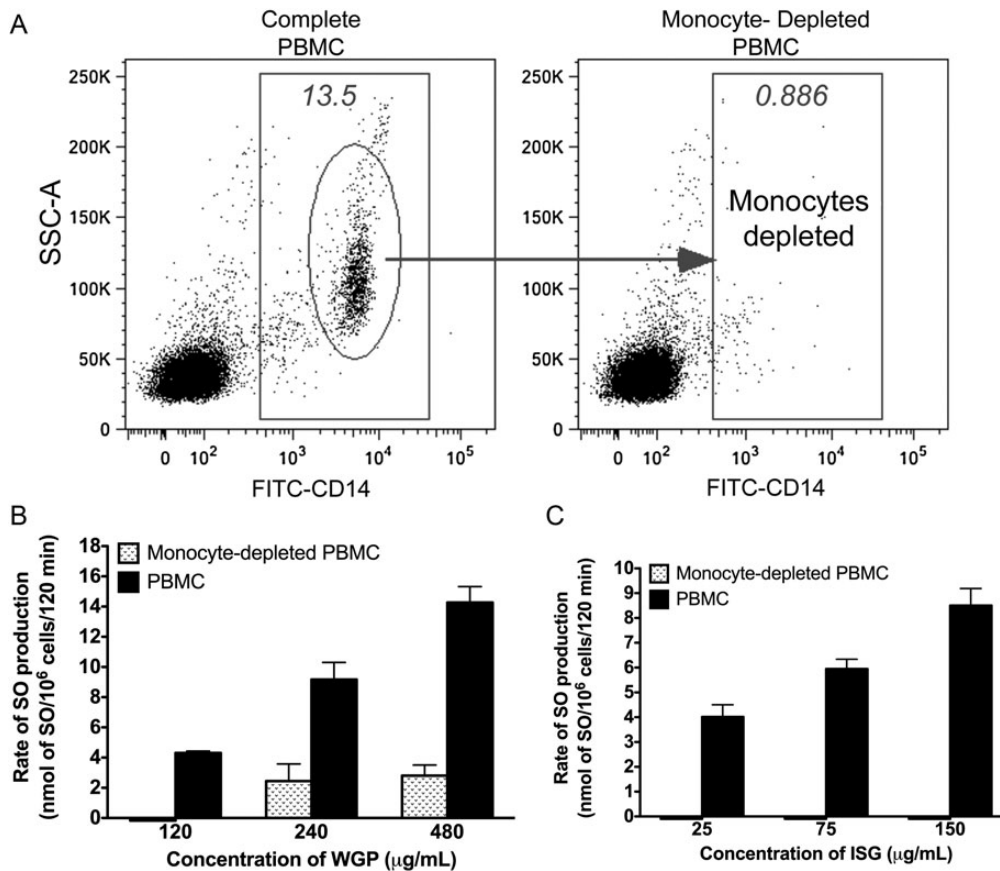 A
Complete
PBMC
Monocyte- Depleted
PBMC
SSC-A
250K
200K
150K
100K
50K
0
13.5
0 10² 10³ 10⁴ 10⁵
FITC-CD14
250K
200K
150K
100K
50K
0
0.886
Monocytes
depleted
0 10² 10³ 10⁴ 10⁵
FITC-CD14
B
Rate of SO production
(nmol of SO/10⁶ cells/120 min)
18
16
14
12
10
8
6
4
2
0
Monocyte-depleted PBMC
PBMC
120 240 480
Concentration of WGP (µg/mL)
C
Rate of SO production
(nmol of SO/10⁶ cells/120 min)
10
9
8
7
6
5
4
3
2
1
0
Monocyte-depleted PBMC
PBMC
25 75 150
Concentration of ISG (µg/mL)